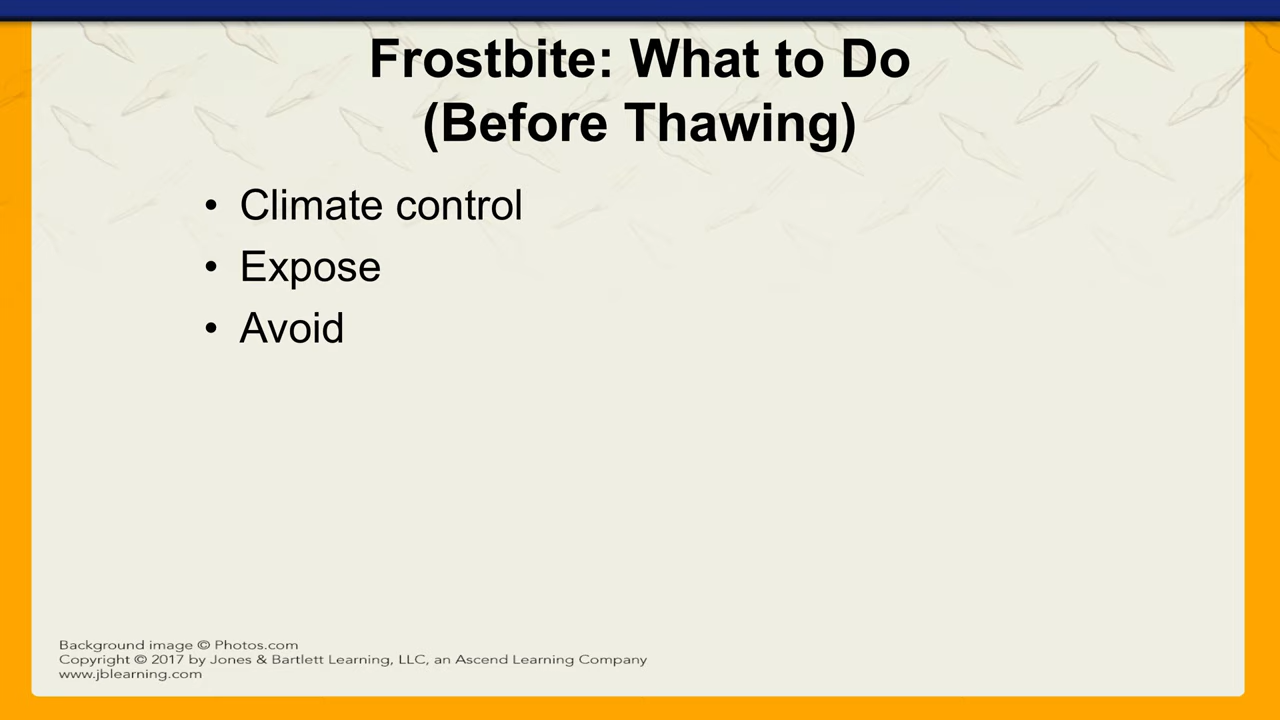 Frostbite: What to Do
(Before Thawing)
• Climate control
• Expose
• Avoid
Background image © Photos.com
Copyright © 2017 by Jones & Bartlett Learning, LLC, an Ascend Learning Company
www.jblearning.com